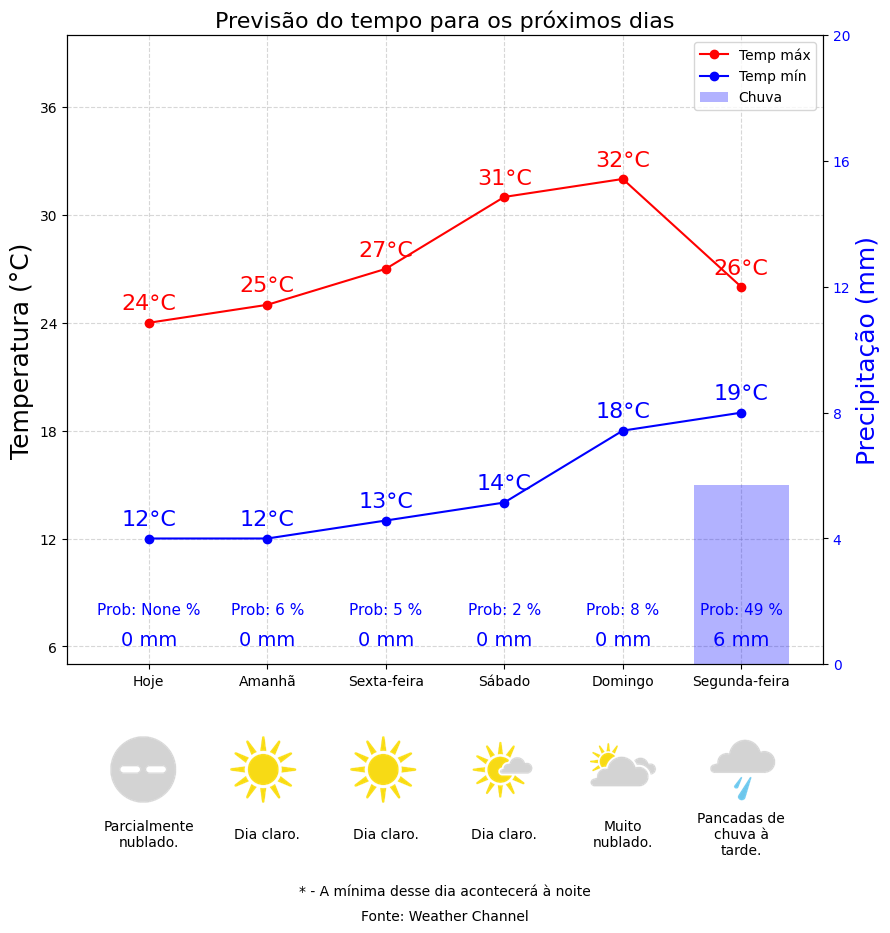 Previsão do tempo para os próximos dias
Temp máx
Temp mín
Chuva
Temperatura (°C)
Precipitação (mm)
36
30
24
18
12
6
20
16
12
8
4
0
24°C
25°C
27°C
31°C
32°C
26°C
12°C
12°C
13°C
14°C
18°C
19°C
Prob: None %
Prob: 6 %
Prob: 5 %
Prob: 2 %
Prob: 8 %
Prob: 49 %
0 mm
0 mm
0 mm
0 mm
0 mm
6 mm
Hoje
Amanhã
Sexta-feira
Sábado
Domingo
Segunda-feira
Parcialmente
nublado.
Dia claro.
Dia claro.
Dia claro.
Muito
nublado.
Pancadas de
chuva à
tarde.
* - A mínima desse dia acontecerá à noite
Fonte: Weather Channel